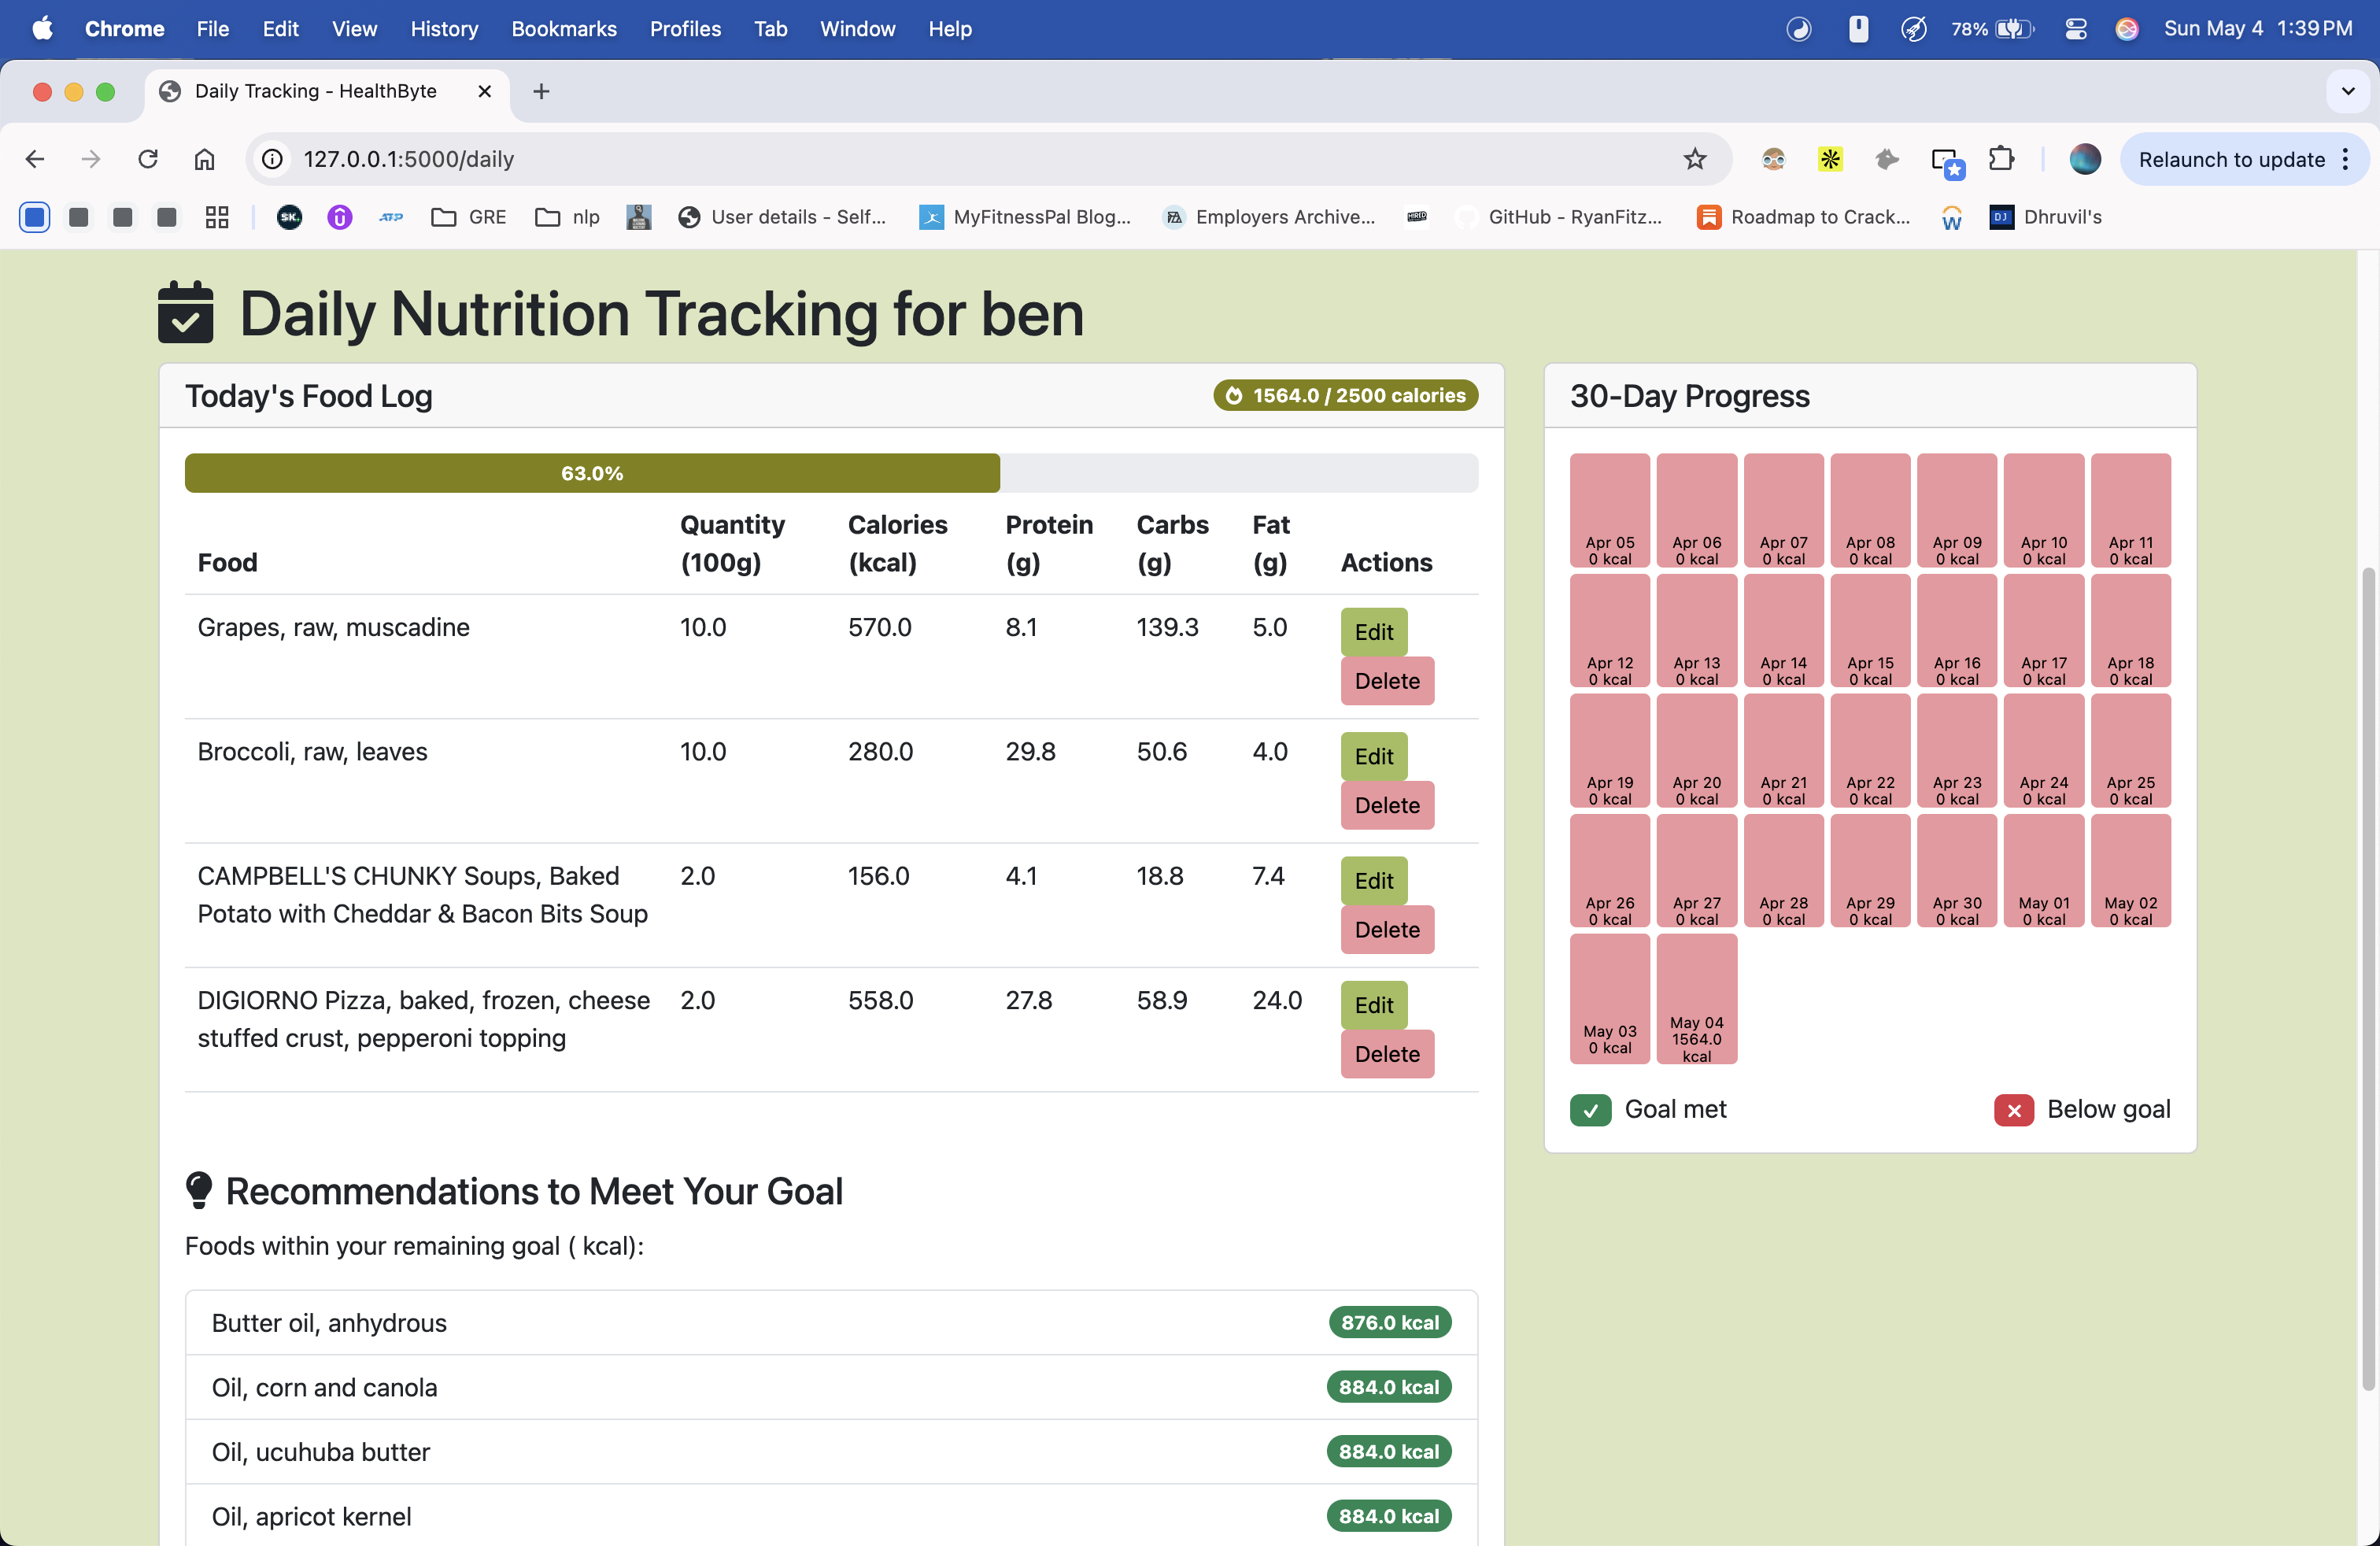 Chrome File Edit View History Bookmarks Profiles Tab Window Help 78% Sun May 4 1:39 PM
Daily Tracking - HealthByte
127.0.0.1:5000/daily
Relaunch to update
SK. ATP GRE nlp User details - Self... MyFitnessPal Blog... Employers Archive... HIRED GitHub - RyanFitz... Roadmap to Crack... W DJ Dhruvil's
Daily Nutrition Tracking for ben
Today's Food Log
1564.0 / 2500 calories
63.0%
Food Quantity (100g) Calories (kcal) Protein (g) Carbs (g) Fat (g) Actions
Grapes, raw, muscadine 10.0 570.0 8.1 139.3 5.0 Edit
Delete
Broccoli, raw, leaves 10.0 280.0 29.8 50.6 4.0 Edit
Delete
CAMPBELL'S CHUNKY Soups, Baked 2.0 156.0 4.1 18.8 7.4 Edit
Potato with Cheddar & Bacon Bits Soup
Delete
DIGIORNO Pizza, baked, frozen, cheese 2.0 558.0 27.8 58.9 24.0 Edit
stuffed crust, pepperoni topping
Delete
Recommendations to Meet Your Goal
Foods within your remaining goal ( kcal):
Butter oil, anhydrous 876.0 kcal
Oil, corn and canola 884.0 kcal
Oil, ucuhuba butter 884.0 kcal
Oil, apricot kernel 884.0 kcal
30-Day Progress
Apr 05 Apr 06 Apr 07 Apr 08 Apr 09 Apr 10 Apr 11
0 kcal 0 kcal 0 kcal 0 kcal 0 kcal 0 kcal 0 kcal
Apr 12 Apr 13 Apr 14 Apr 15 Apr 16 Apr 17 Apr 18
0 kcal 0 kcal 0 kcal 0 kcal 0 kcal 0 kcal 0 kcal
Apr 19 Apr 20 Apr 21 Apr 22 Apr 23 Apr 24 Apr 25
0 kcal 0 kcal 0 kcal 0 kcal 0 kcal 0 kcal 0 kcal
Apr 26 Apr 27 Apr 28 Apr 29 Apr 30 May 01 May 02
0 kcal 0 kcal 0 kcal 0 kcal 0 kcal 0 kcal 0 kcal
May 03
0 kcal
May 04
1564.0
kcal
Goal met Below goal